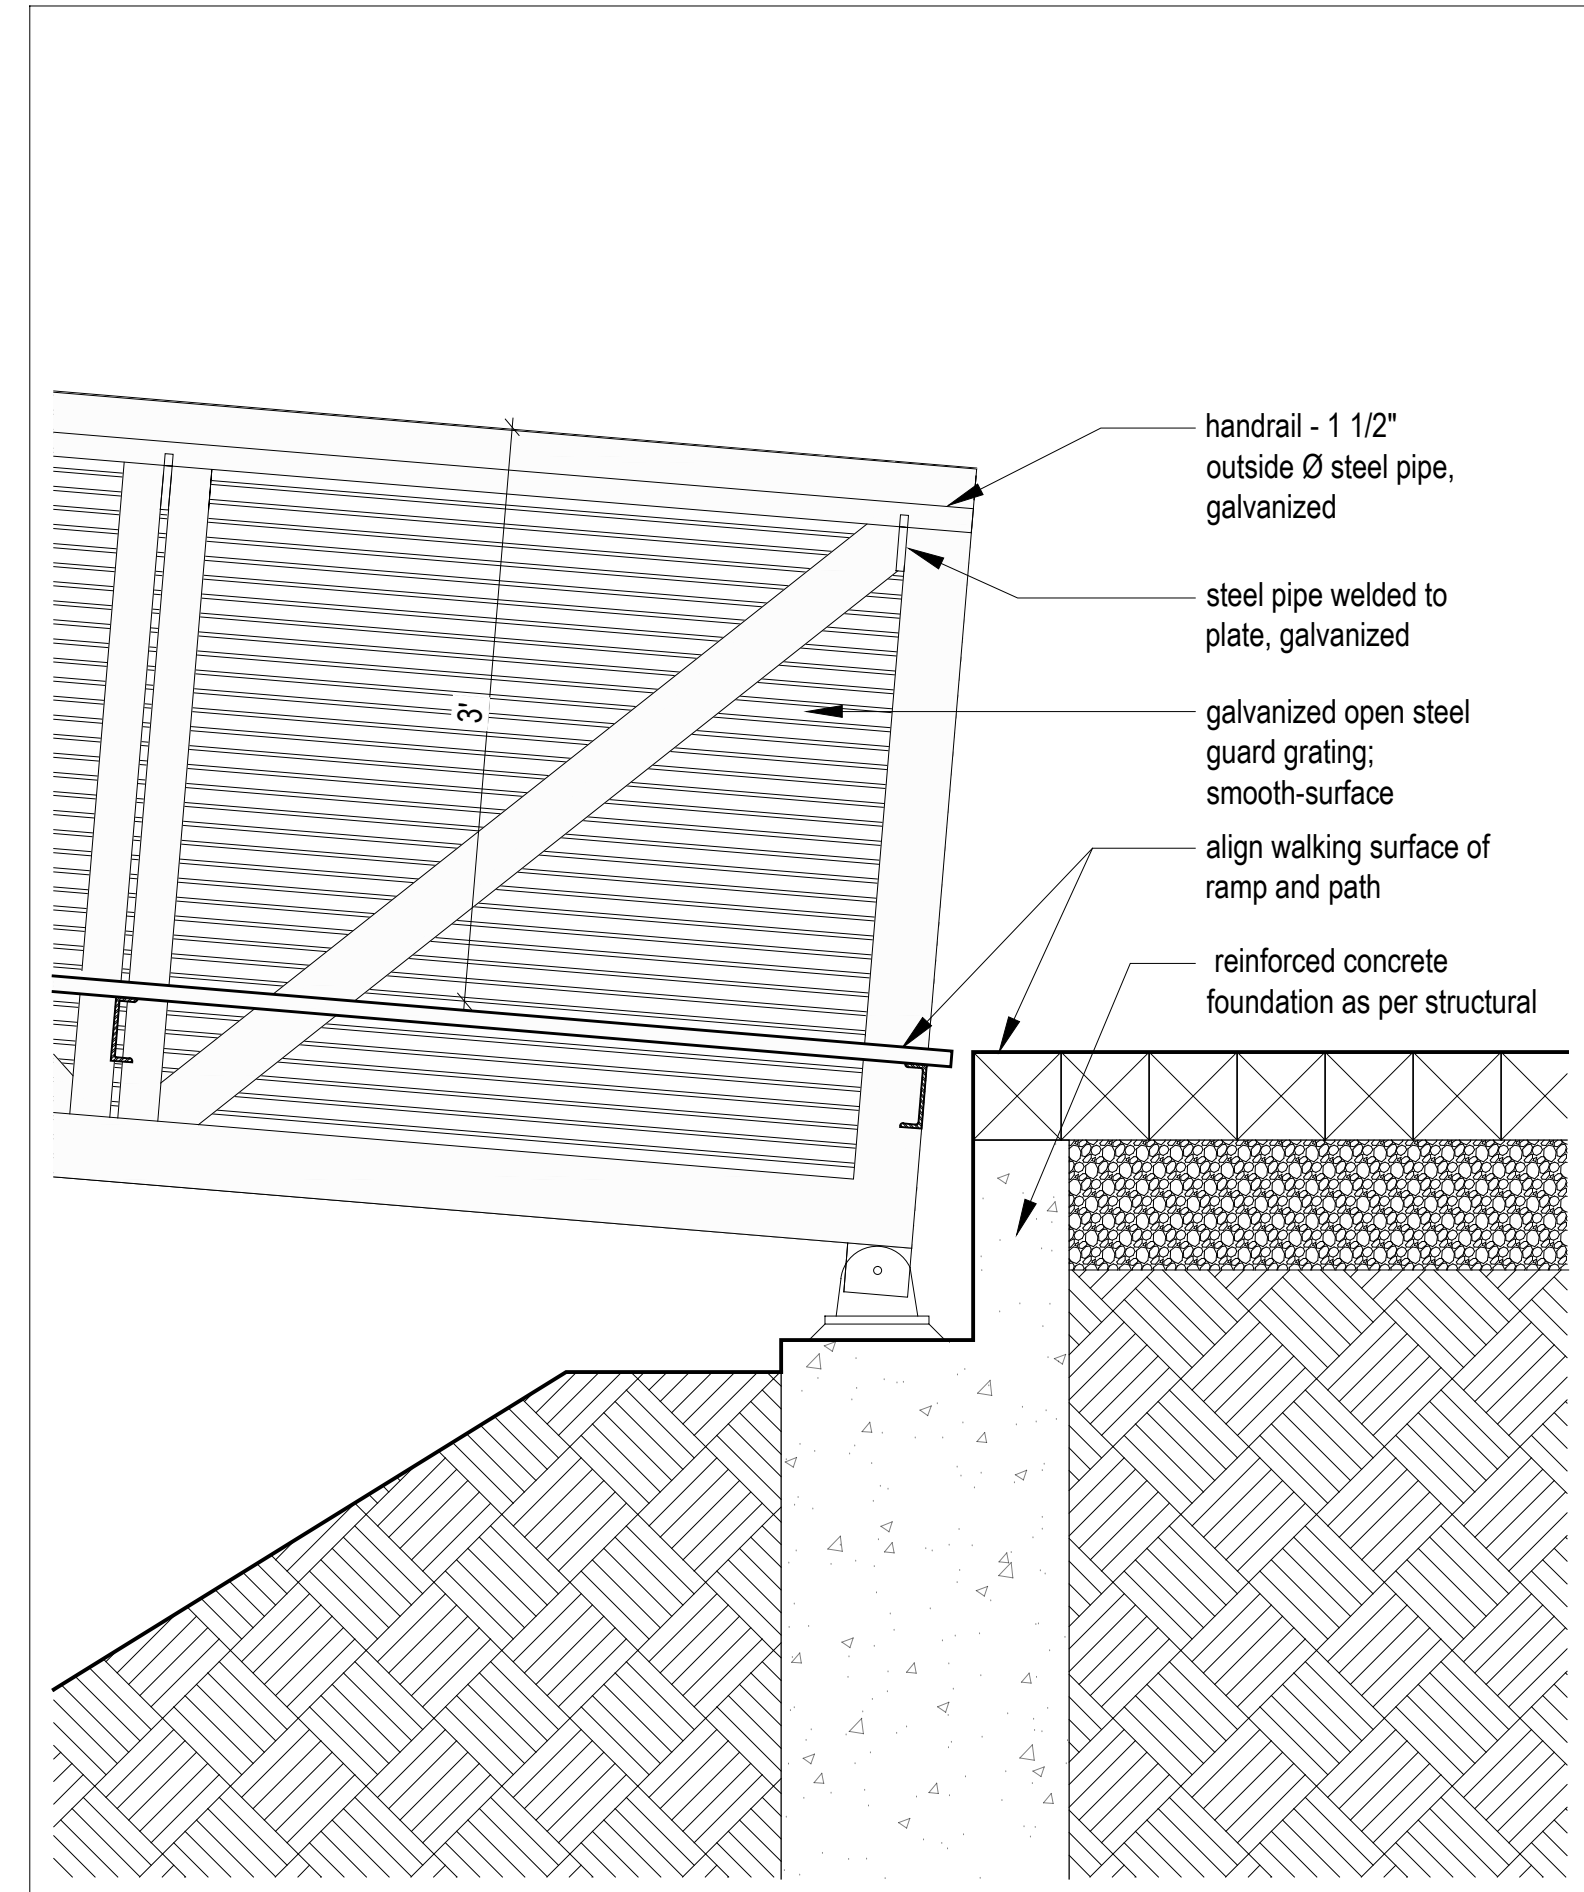 handrail - 1 1/2"
outside Ø steel pipe,
galvanized
steel pipe welded to
plate, galvanized
3'
galvanized open steel
guard grating;
smooth-surface
align walking surface of
ramp and path
reinforced concrete
foundation as per structural